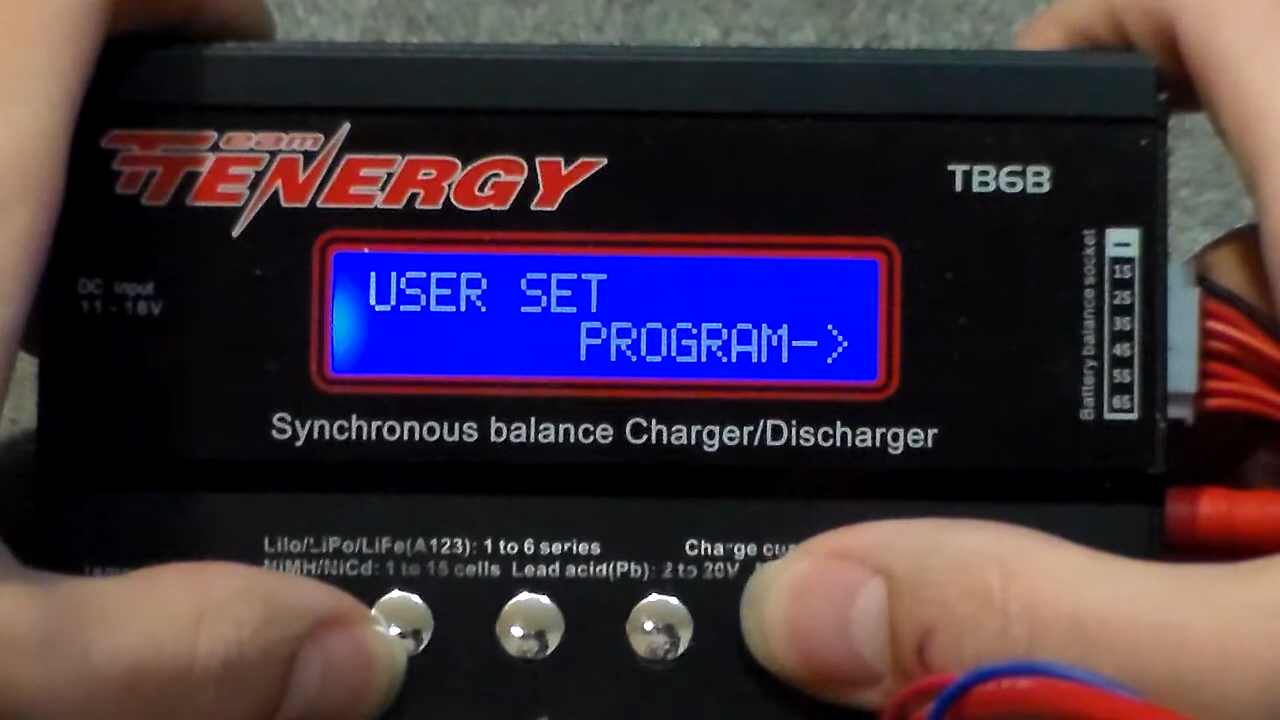 Team
TENERGY
TB6B
DC Input
11 - 18V
USER SET
PROGRAM->
Battery balance socket
-
1S
2S
3S
4S
5S
6S
Synchronous balance Charger/Discharger
LiIo/LiPo/LiFe(A123): 1 to 6 series
Charge
NiMH/NiCd: 1 to 15 cells Lead acid(Pb): 2 to 20V